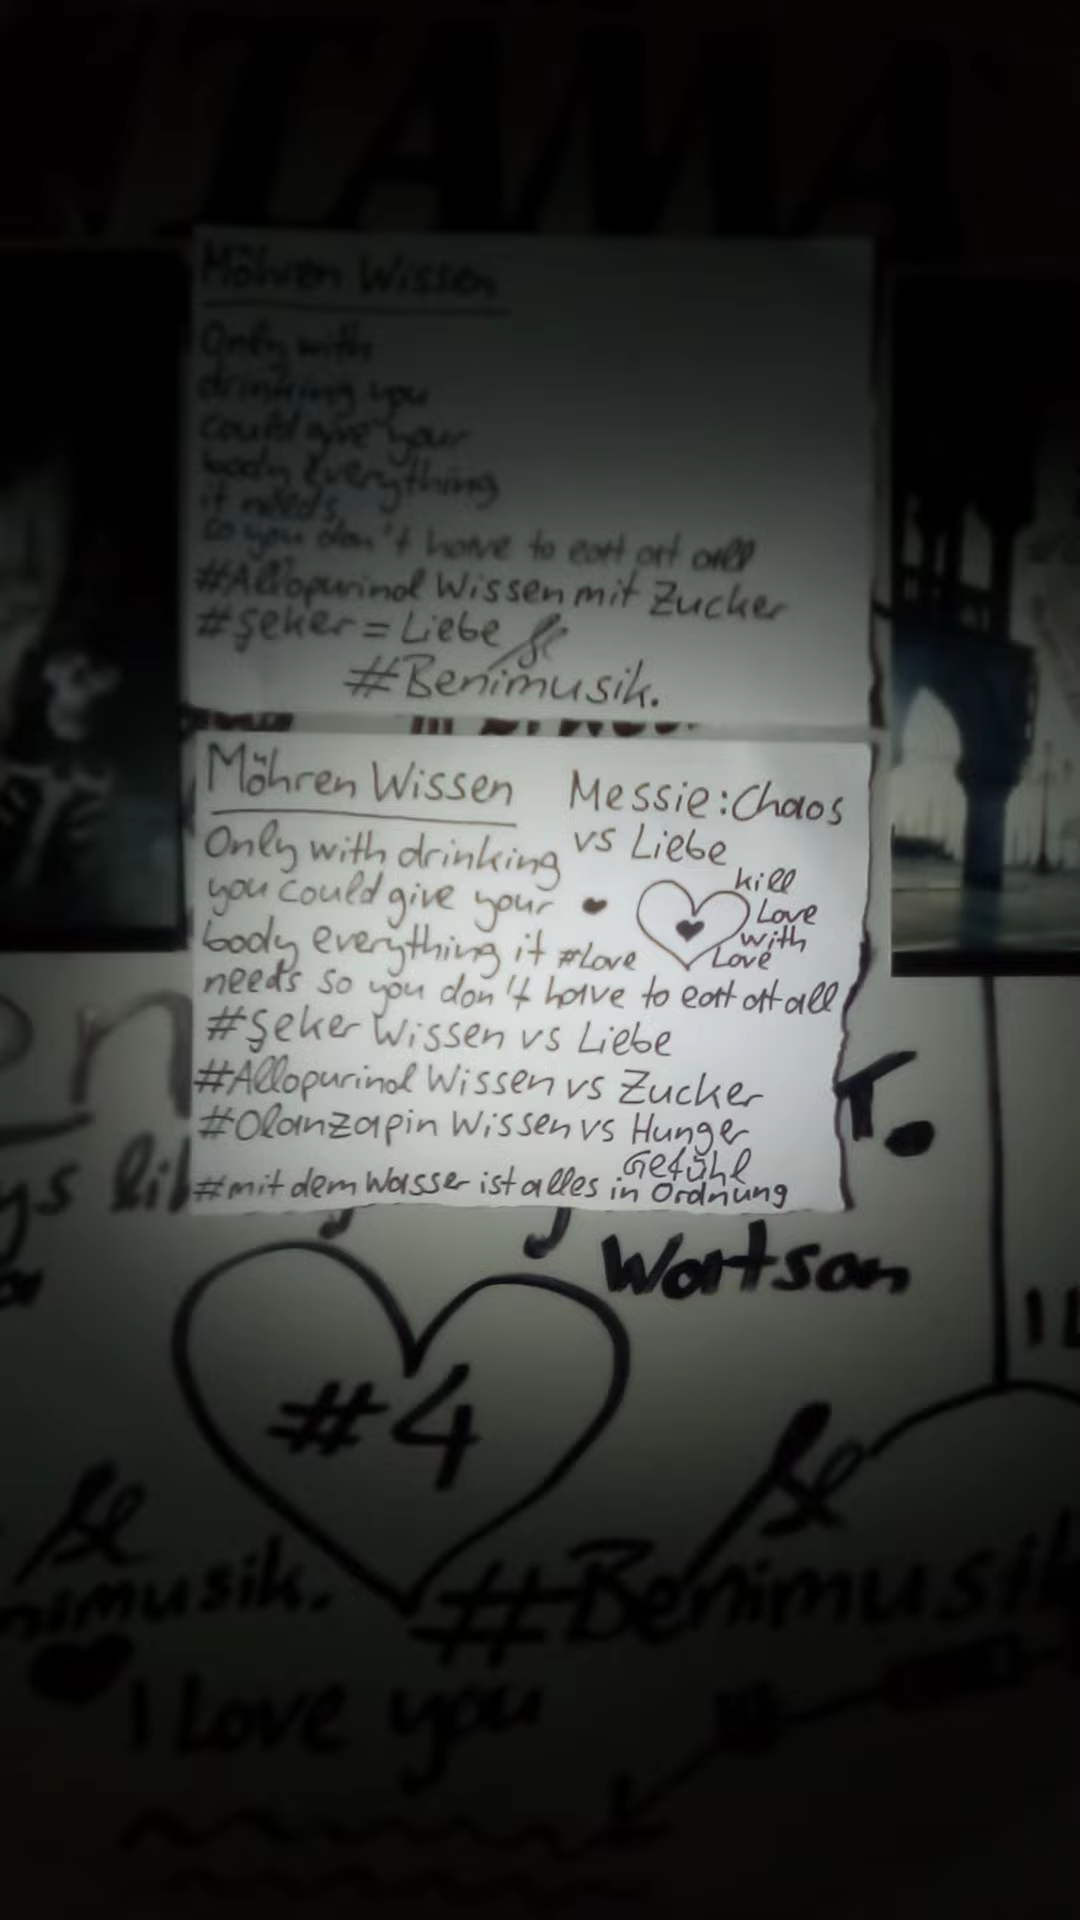 TAMA
Möhren Wissen
Only with
drinking you
could give your
body everything
it needs
so you don't have to eat at all
#Allopurinol Wissen mit Zucker
#şeker = Liebe
#Benimusik.
Möhren Wissen
Only with drinking
you could give your
body everything it #Love
needs so you don't have to eat at all
Messie: Chaos
vs Liebe
kill
Love
with
Love
#şeker Wissen vs Liebe
#Allopurinol Wissen vs Zucker
#Olanzapin Wissen vs Hunger
Gefühl
#mit dem Wasser ist alles in Ordnung
T.
Watson
#4
#Benimusik
nimusik.
I Love you